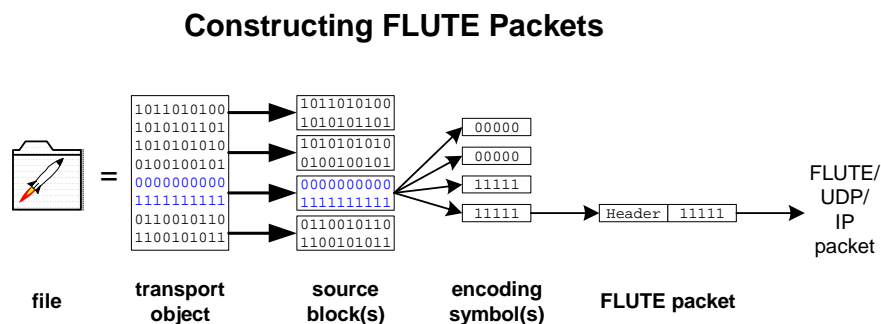 Constructing FLUTE Packets
=
1011010100
1010101101
1010101010
0100100101
0000000000
1111111111
0110010110
1100101011
1011010100
1010101101
1010101010
0100100101
0000000000
1111111111
0110010110
1100101011
00000
00000
11111
11111
Header 11111
FLUTE/
UDP/
IP
packet
file
transport
object
source
block(s)
encoding
symbol(s)
FLUTE packet